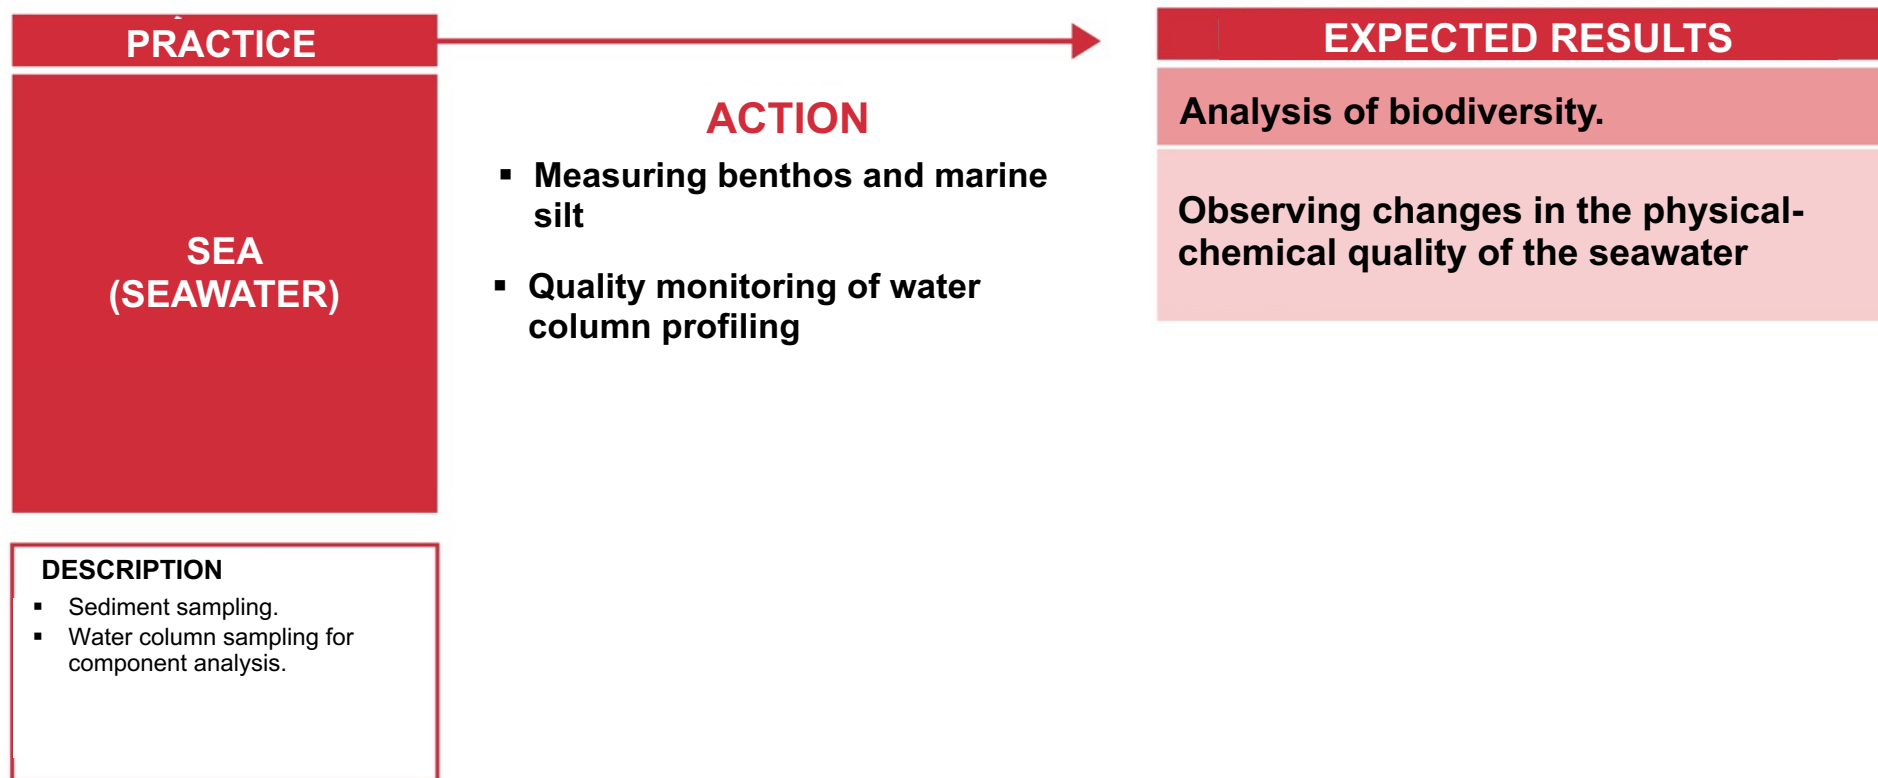 PRACTICE
SEA
(SEAWATER)
DESCRIPTION
▪ Sediment sampling.
▪ Water column sampling for
component analysis.
ACTION
▪ Measuring benthos and marine
silt
▪ Quality monitoring of water
column profiling
EXPECTED RESULTS
Analysis of biodiversity.
Observing changes in the physical-
chemical quality of the seawater